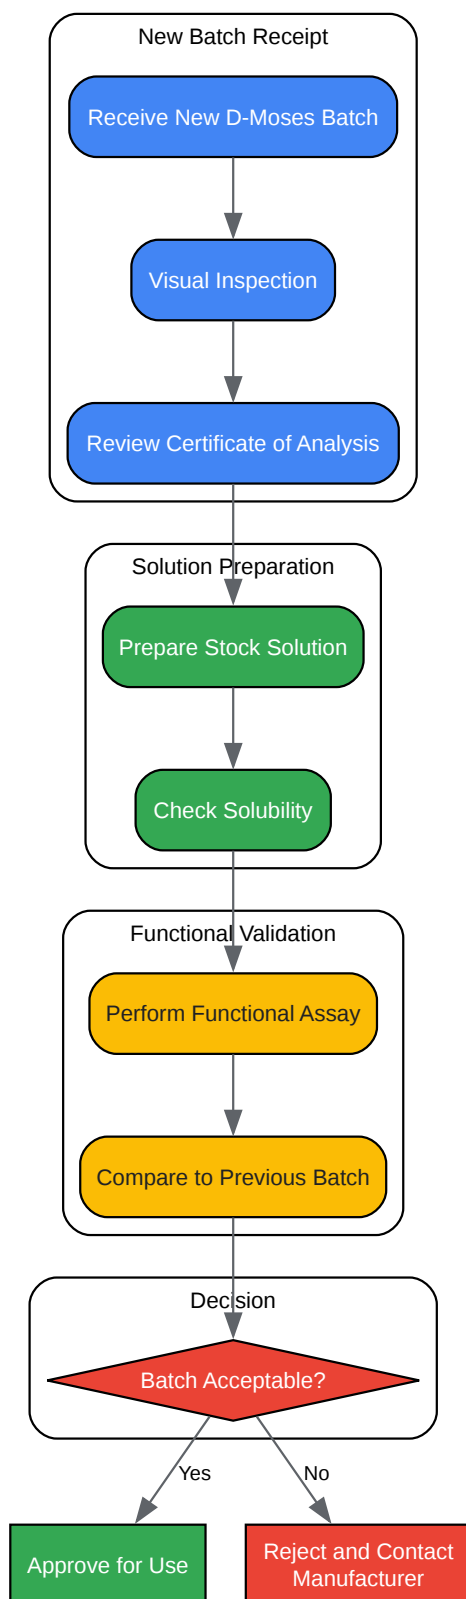 New Batch Receipt
Receive New D-Moses Batch
Visual Inspection
Review Certificate of Analysis
Solution Preparation
Prepare Stock Solution
Check Solubility
Functional Validation
Perform Functional Assay
Compare to Previous Batch
Decision
Batch Acceptable?
Yes
No
Approve for Use
Reject and Contact
Manufacturer